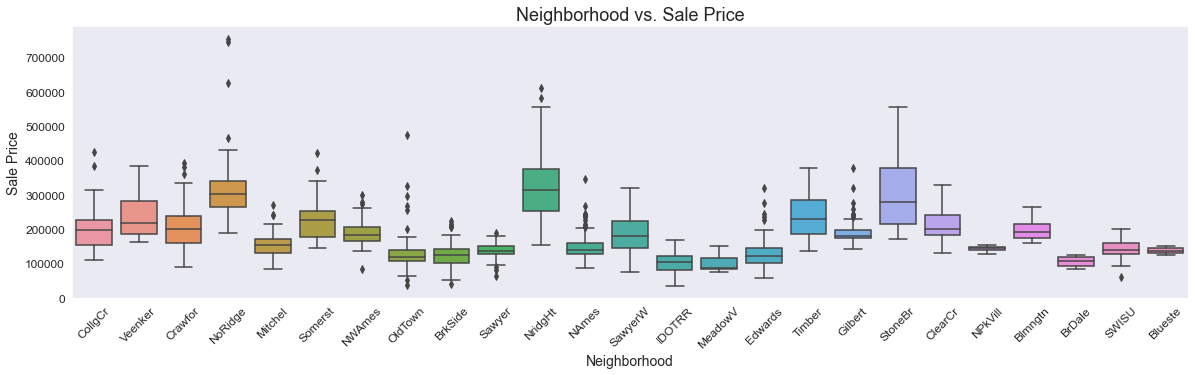 Neighborhood vs. Sale Price
Sale Price
700000
600000
500000
400000
300000
200000
100000
0
CollgCr Veenker Crawfor NoRidge Mitchel Somerst NWAmes OldTown BrkSide Sawyer NridgHt NAmes SawyerW IDOTRR MeadowV Edwards Timber Gilbert StoneBr ClearCr NPkVill Blmngtn BrDale SWISU Blueste
Neighborhood